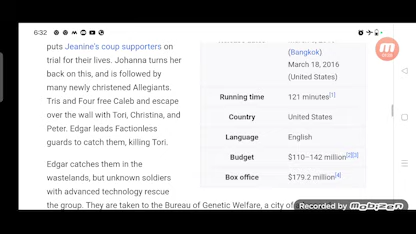 6:32
puts Jeanine's coup supporters on
trial for their lives. Johanna turns her
back on this, and is followed by
many newly christened Allegiants.
Tris and Four free Caleb and escape
over the wall with Tori, Christina, and
Peter. Edgar leads Factionless
guards to catch them, killing Tori.
Edgar catches them in the
wastelands, but unknown soldiers
with advanced technology rescue
the group. They are taken to the Bureau of Genetic Welfare, a city of
(Bangkok)
March 18, 2016
(United States)
Running time 121 minutes[1]
Country United States
Language English
Budget $110–142 million[2][3]
Box office $179.2 million[4]
Recorded by Mobizen